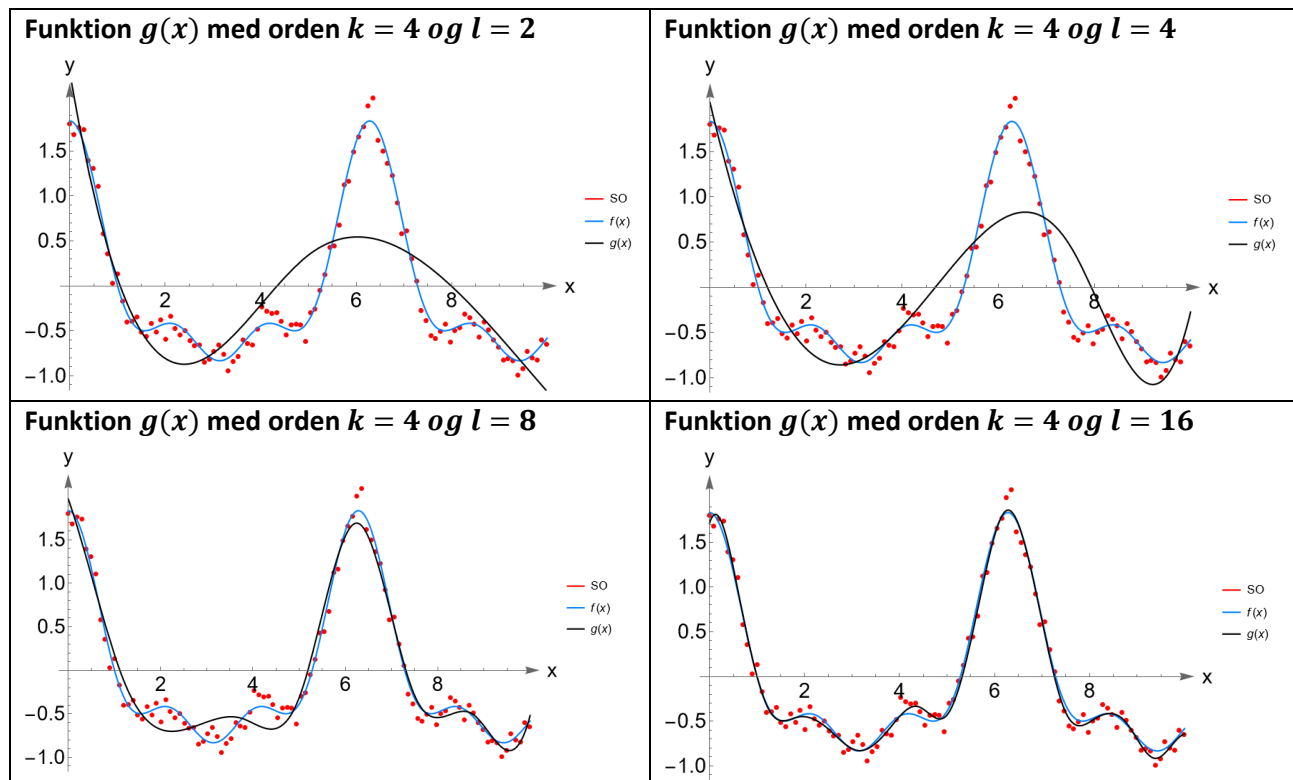 Funktion g(x) med orden k = 4 og l = 2
y
1.5
1.0
0.5
−0.5
−1.0
2 4 6 8
x
SO
f(x)
g(x)
Funktion g(x) med orden k = 4 og l = 4
y
1.5
1.0
0.5
−0.5
−1.0
2 4 6 8
x
SO
f(x)
g(x)
Funktion g(x) med orden k = 4 og l = 8
y
1.5
1.0
0.5
−0.5
−1.0
2 4 6 8
x
SO
f(x)
g(x)
Funktion g(x) med orden k = 4 og l = 16
y
1.5
1.0
0.5
−0.5
−1.0
2 4 6 8
x
SO
f(x)
g(x)